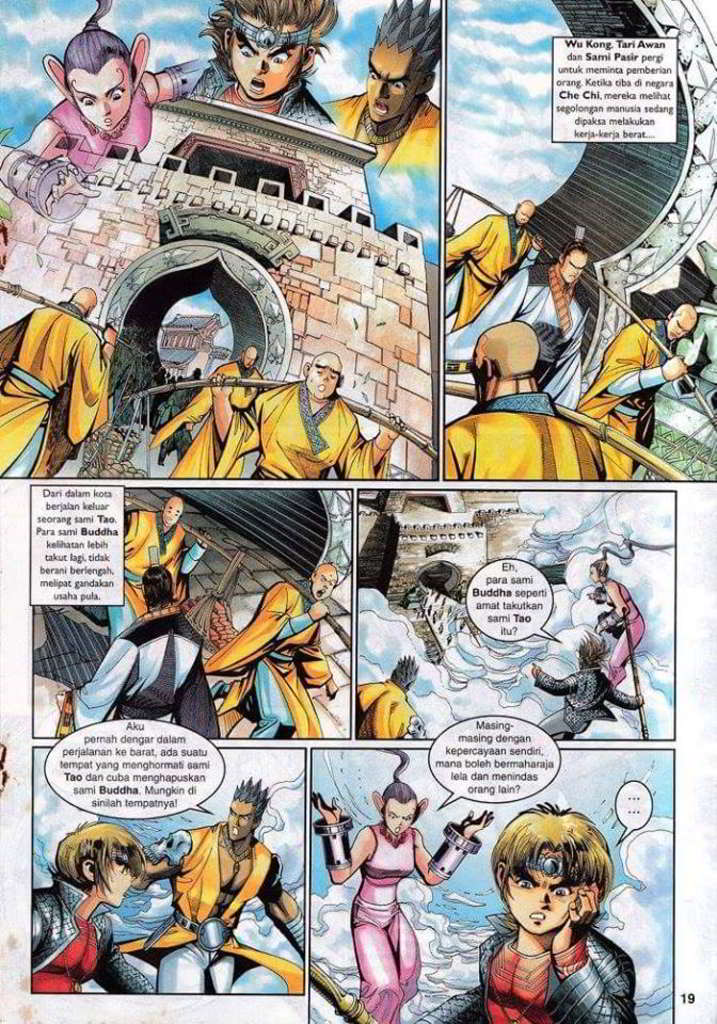 Wu Kong, Tari Awan
dan Sami Pasir pergi
untuk meminta pemberian
orang. Ketika tiba di negara
Che Chi, mereka melihat
segolongan manusia sedang
dipaksa melakukan
kerja-kerja berat....
Dari dalam kota
berjalan keluar
seorang sami Tao.
Para sami Buddha
kelihatan lebih
takut lagi, tidak
berani berlengah,
melipat gandakan
usaha pula.
Eh,
para sami
Buddha seperti
amat takutkan
sami Tao
itu?
Aku
pernah dengar dalam
perjalanan ke barat, ada suatu
tempat yang menghormati sami
Tao dan cuba menghapuskan
sami Buddha. Mungkin di
sinilah tempatnya!
Masing-
masing dengan
kepercayaan sendiri,
mana boleh bermaharaja
lela dan menindas
orang lain?
...
...
19